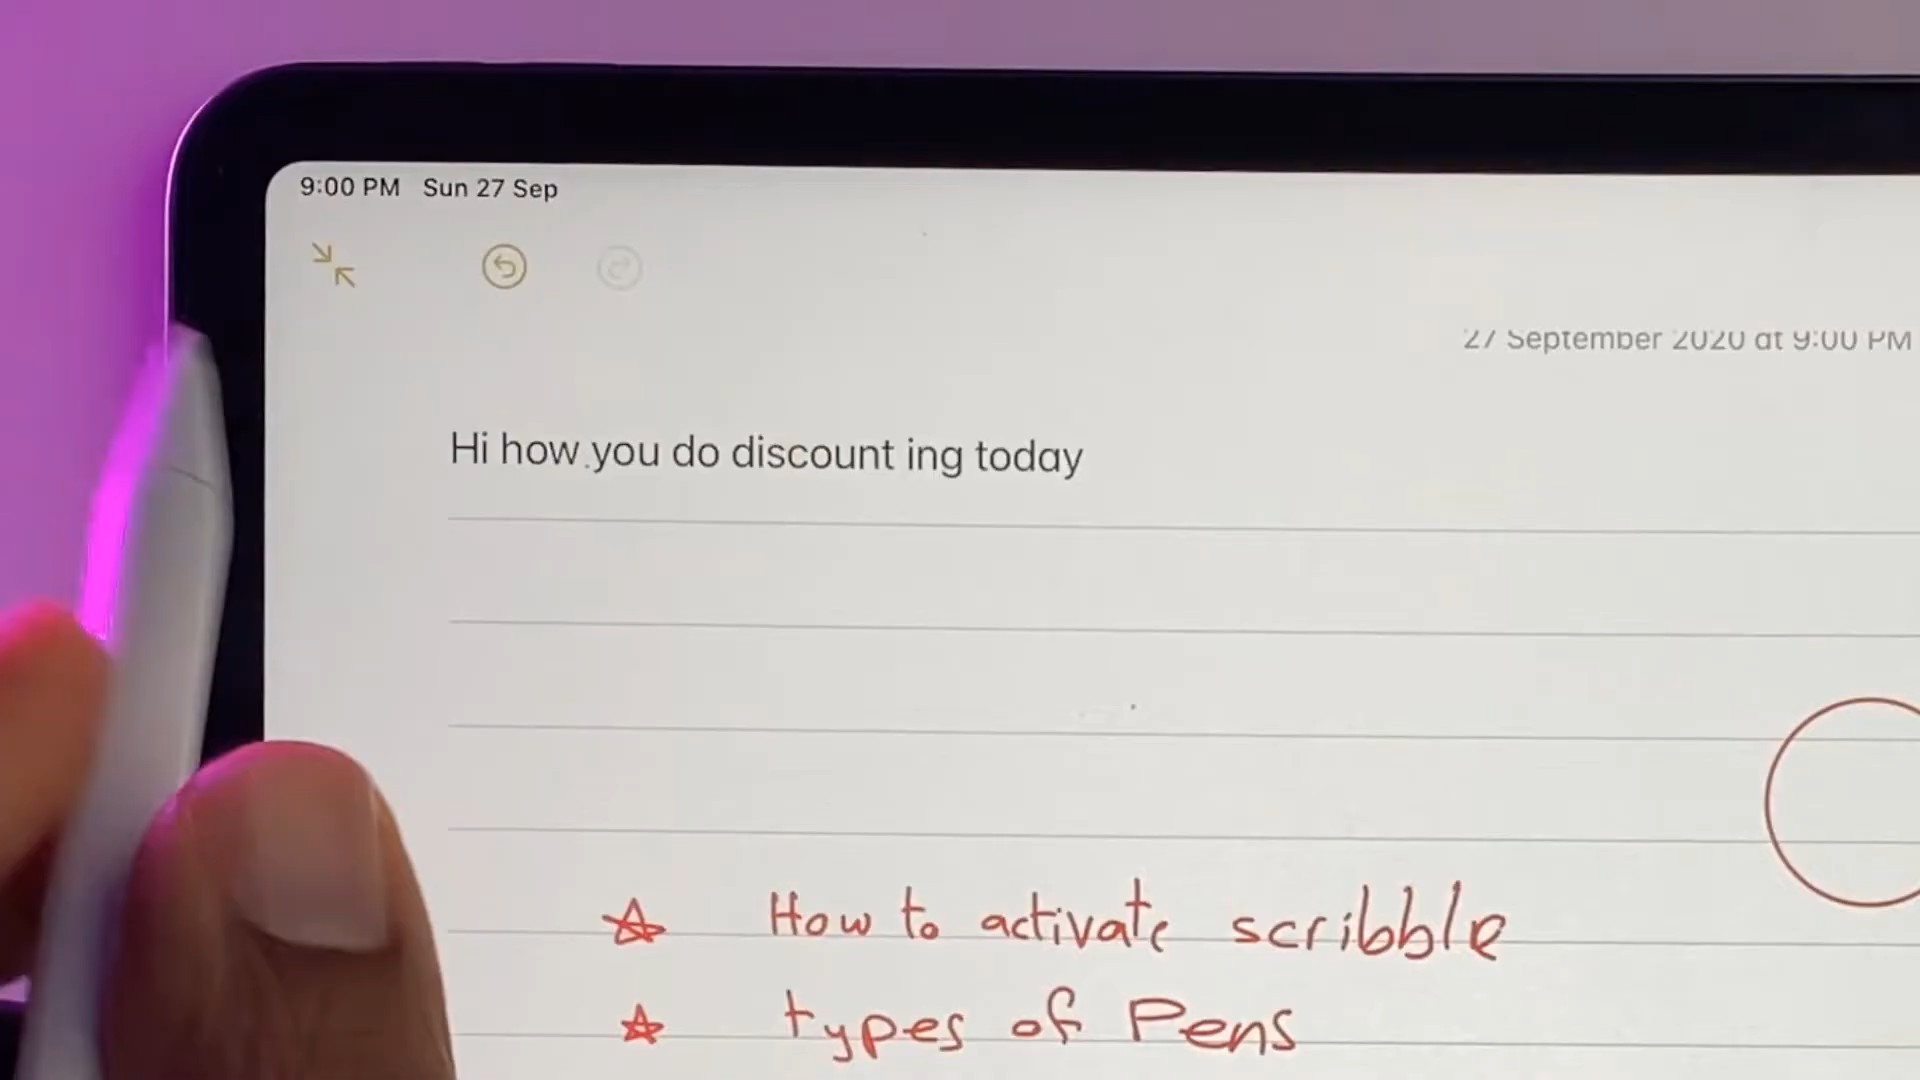 9:00 PM Sun 27 Sep
27 September 2020 at 9:00 PM
Hi how you do discount ing today
How to activate scribble
types of Pens